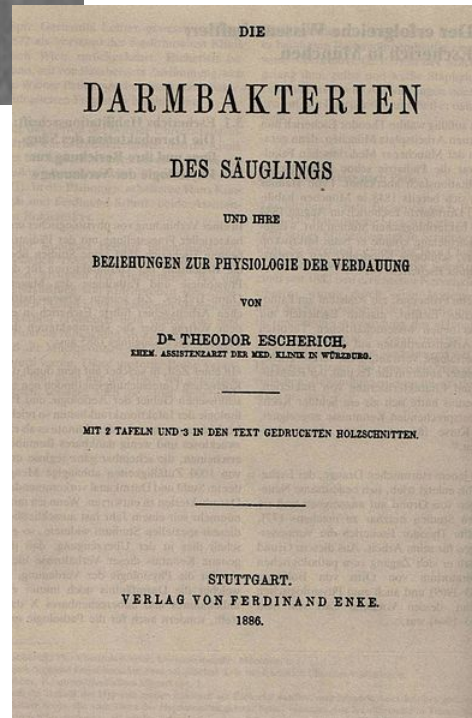 DIE
DARMBAKTERIEN
DES SÄUGLINGS
UND IHRE
BEZIEHUNGEN ZUR PHYSIOLOGIE DER VERDAUUNG
VON
DR. THEODOR ESCHERICH,
EHEM. ASSISTENZARZT DER MED. KLINIK IN WÜRZBURG.
MIT 2 TAFELN UND 3 IN DEN TEXT GEDRUCKTEN HOLZSCHNITTEN.
STUTTGART.
VERLAG VON FERDINAND ENKE.
1886.